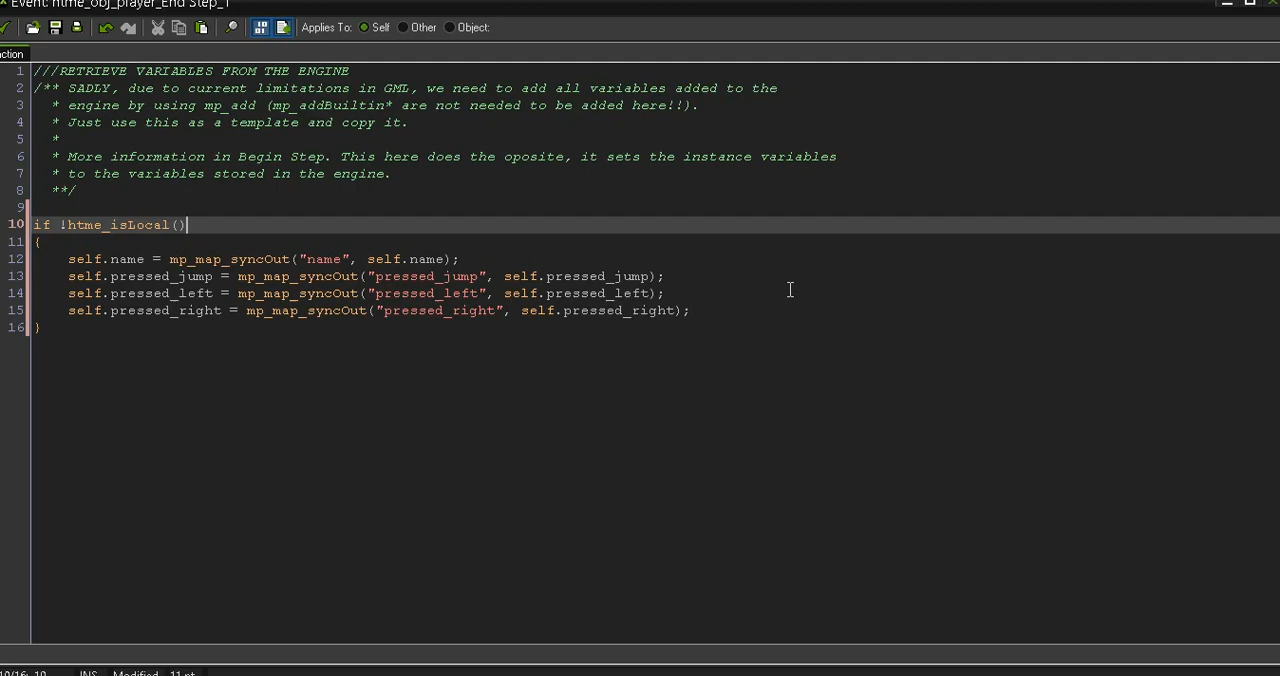 Event: htme_obj_player_End Step_1
Applies To: Self Other Object:
ction
1 ///RETRIEVE VARIABLES FROM THE ENGINE
2 /** SADLY, due to current limitations in GML, we need to add all variables added to the
3 * engine by using mp_add (mp_addBuiltin* are not needed to be added here!!).
4 * Just use this as a template and copy it.
5 *
6 * More information in Begin Step. This here does the oposite, it sets the instance variables
7 * to the variables stored in the engine.
8 **/
9
10 if !htme_isLocal()
11 {
12 self.name = mp_map_syncOut("name", self.name);
13 self.pressed_jump = mp_map_syncOut("pressed_jump", self.pressed_jump);
14 self.pressed_left = mp_map_syncOut("pressed_left", self.pressed_left);
15 self.pressed_right = mp_map_syncOut("pressed_right", self.pressed_right);
16 }
10/16: 19 INS Modified 11 pt